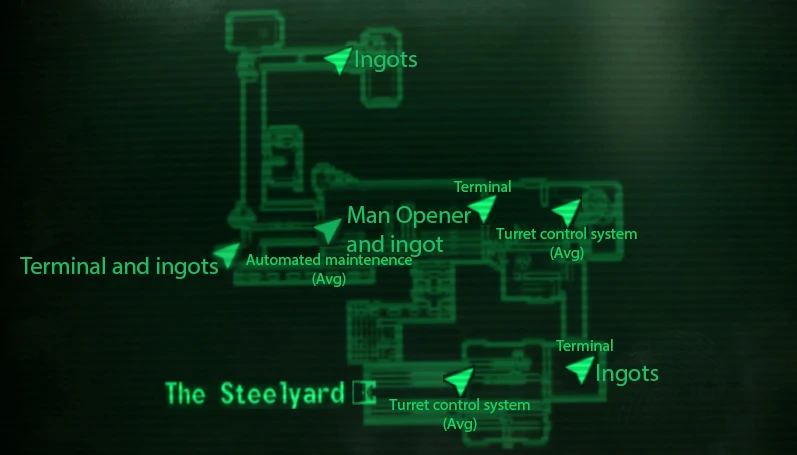 Ingots
Terminal
Man Opener
and ingot
Turret control system
(Avg)
Terminal and ingots
Automated maintenence
(Avg)
Terminal
Ingots
The Steelyard
Turret control system
(Avg)